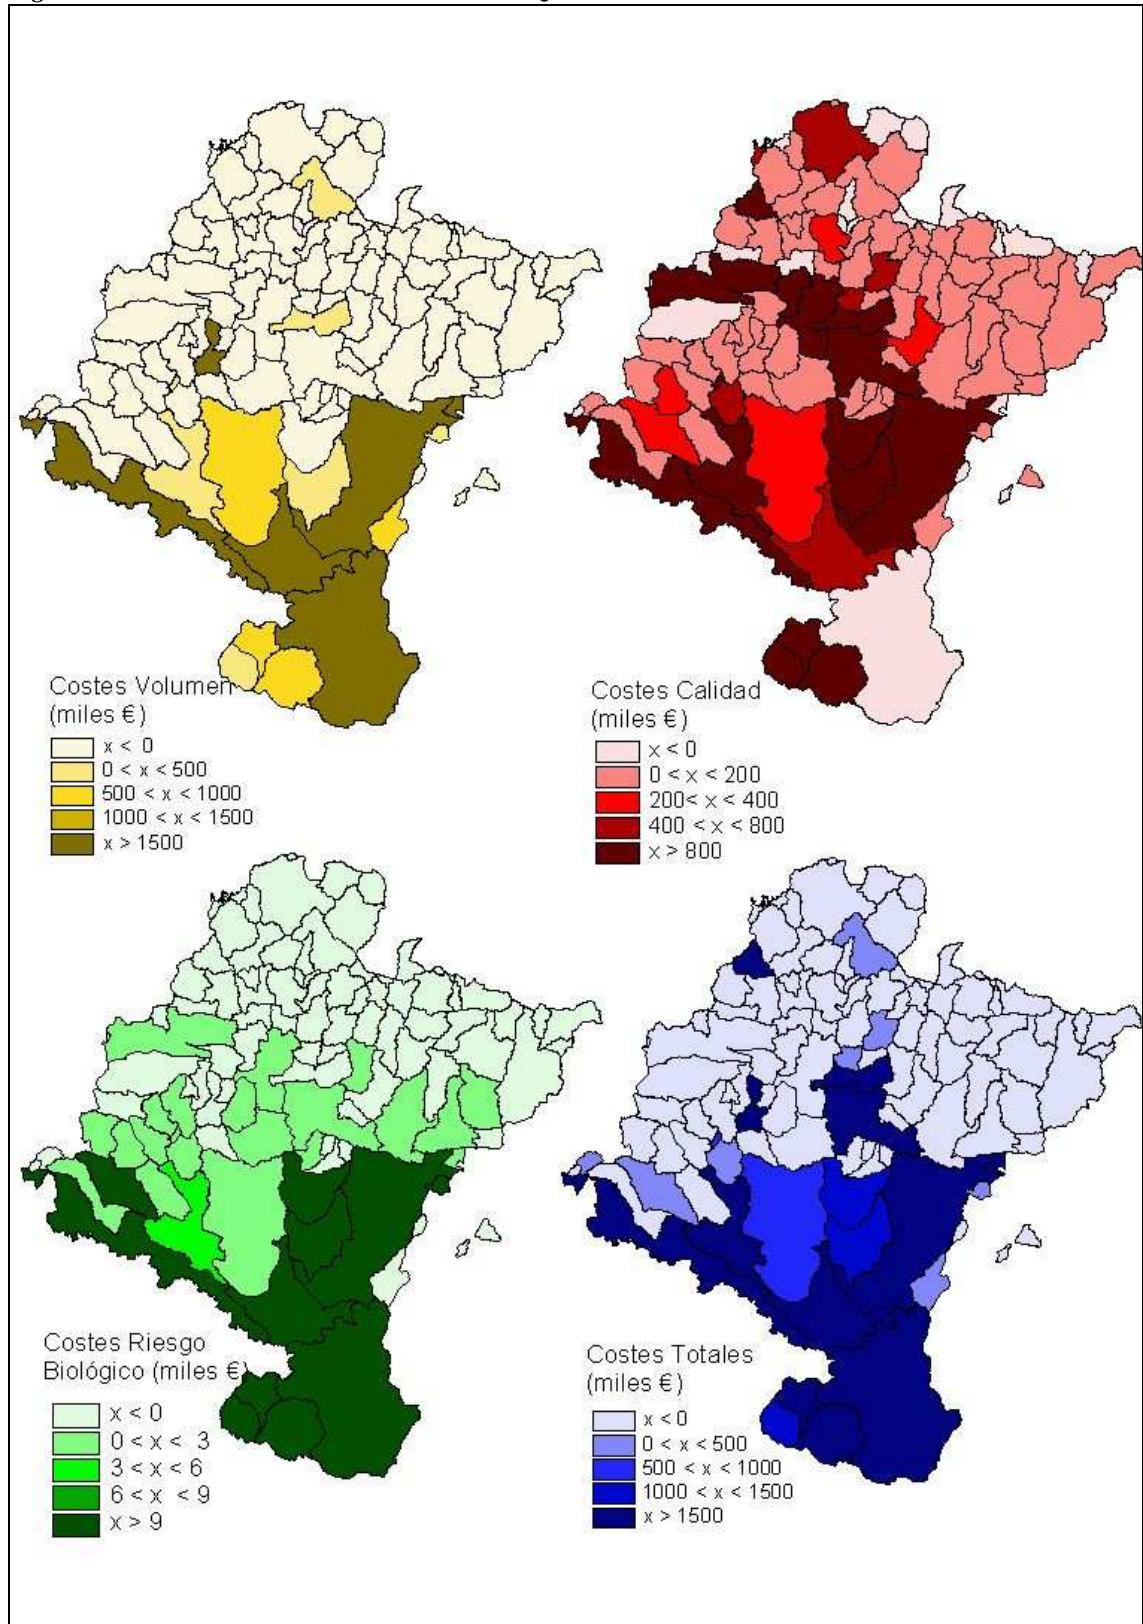 Costes Volumen
(miles €)
x < 0
0 < x < 500
500 < x < 1000
1000 < x < 1500
x > 1500
Costes Calidad
(miles €)
x < 0
0 < x < 200
200< x < 400
400 < x < 800
x > 800
Costes Riesgo
Biológico (miles €)
x < 0
0 < x < 3
3 < x < 6
6 < x < 9
x > 9
Costes Totales
(miles €)
x < 0
0 < x < 500
500 < x < 1000
1000 < x < 1500
x > 1500